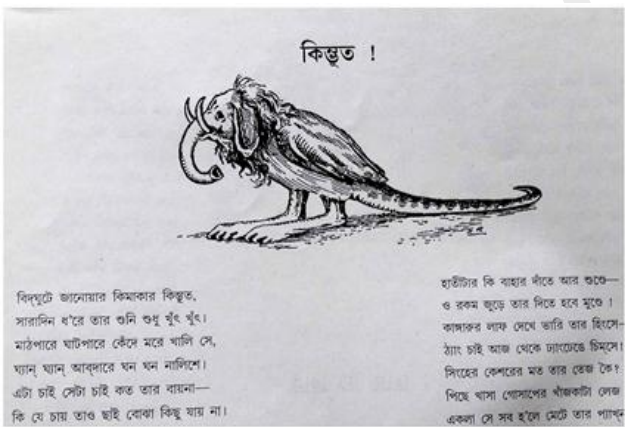 কিম্ভূত !
বিদ্‌ঘুটে জানোয়ার কিমাকার কিম্ভূত,
সারাদিন ধ'রে তার শুনি শুধু খুঁৎ খুঁৎ।
মাঠপারে ঘাটপারে কেঁদে মরে খালি সে,
ঘ্যান্ ঘ্যান্ আব্‌দারে ঘন ঘন নালিশে।
এটা চাই সেটা চাই কত তার বায়না—
কি যে চায় তাও ছাই বোঝা কিছু যায় না।
হাতীটার কি বাহার দাঁতে আর শুণ্ডে—
ও রকম জুড়ে তার দিতে হবে মুণ্ডে !
কাঙ্গারুর লাফ দেখে ভারি তার হিংসে—
ঠ্যাং চাই আজ থেকে ঢ্যাংঢেঙে চিম্‌সে।
সিংহের কেশরের মত তার তেজ কৈ?
পিছে খাসা গোসাপের খাঁজকাটা লেজ
একলা সে সব হ'লে মেটে তার